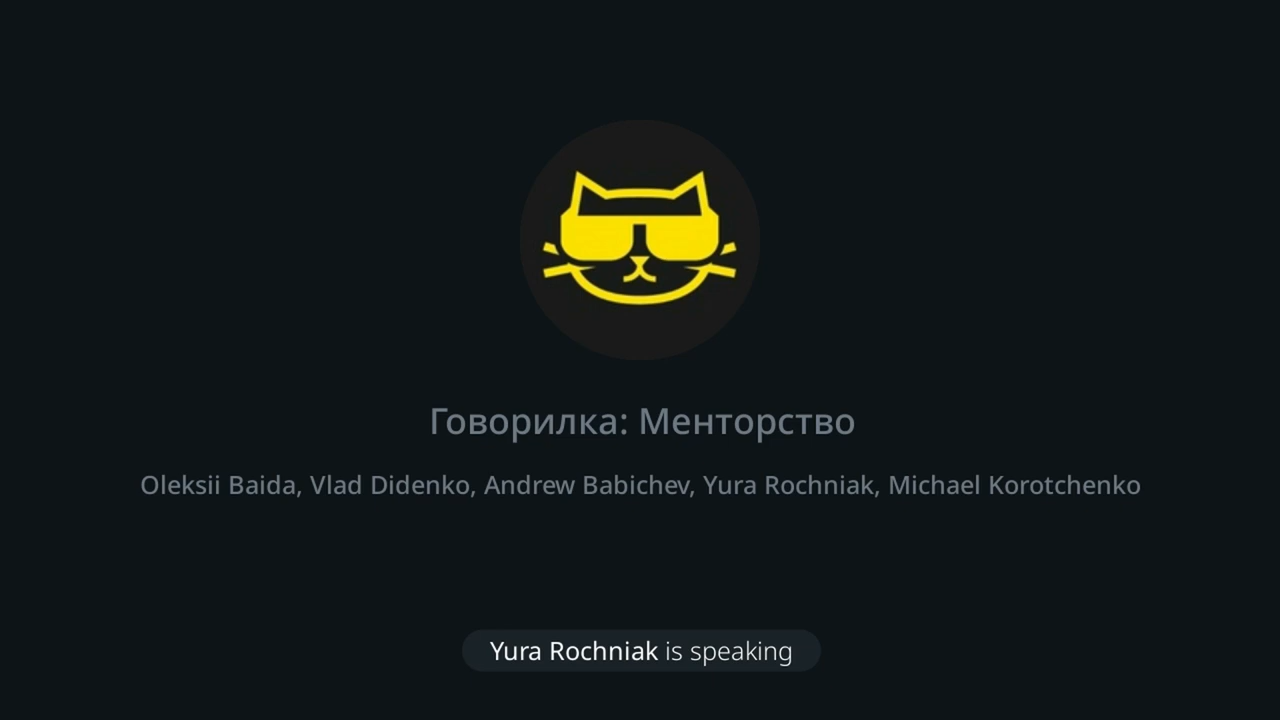 Говорилка: Менторство
Oleksii Baida, Vlad Didenko, Andrew Babichev, Yura Rochniak, Michael Korotchenko
Yura Rochniak is speaking